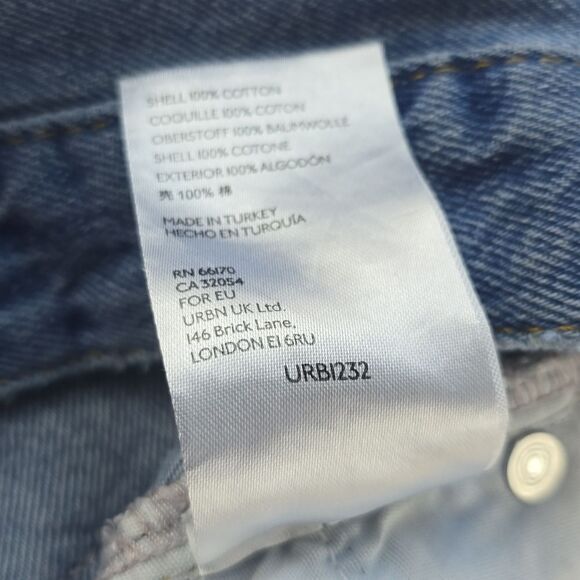 SHELL 100% COTTON
COQUILLE 100% COTON
OBERSTOFF 100% BAUMWOLLE
SHELL 100% COTONE
EXTERIOR 100% ALGODÓN
壳 100% 棉
MADE IN TURKEY
HECHO EN TURQUÍA
RN 66170
CA 32054
FOR EU
URBN UK Ltd.
146 Brick Lane,
LONDON E1 6RU
URB1232